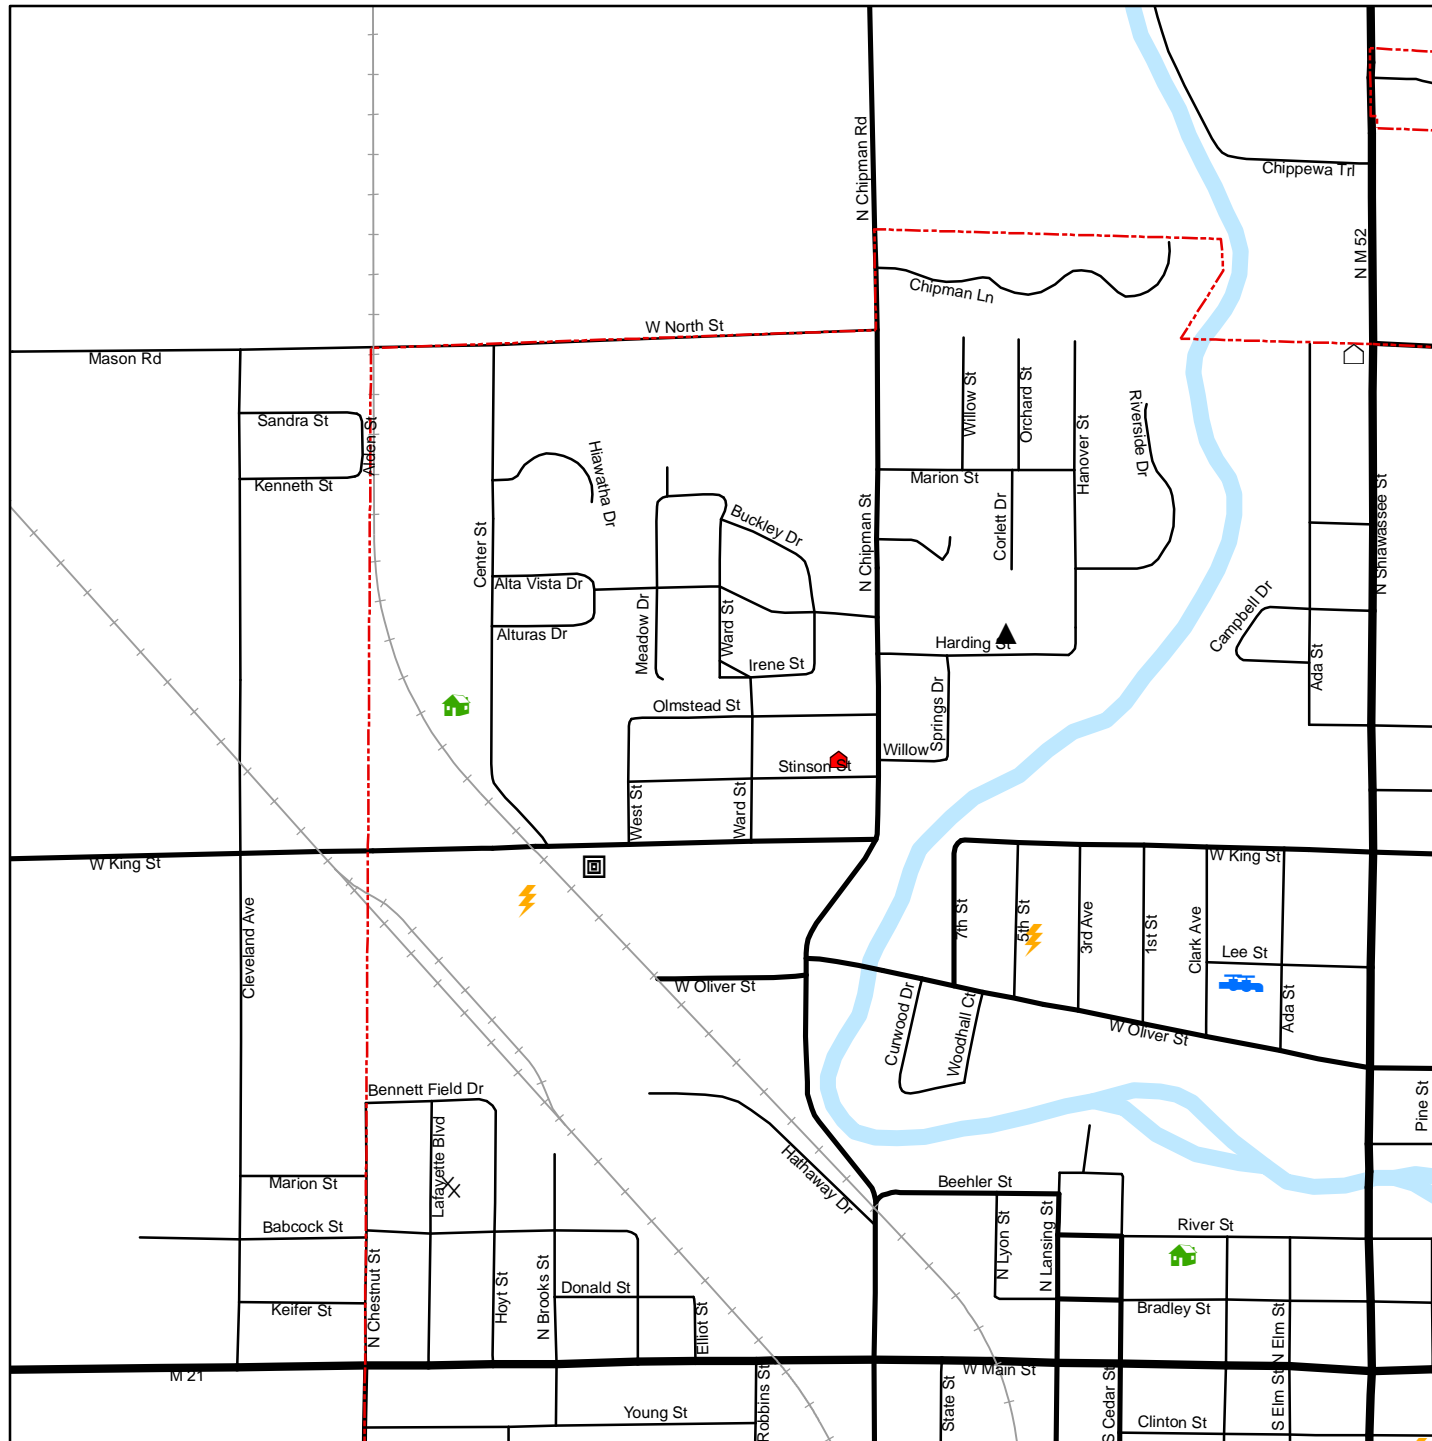 N Chipman Rd
Chippewa Trl
N M 52
Chipman Ln
W North St
Mason Rd
Sandra St
Alden St
Kenneth St
Hiawatha Dr
Buckley Dr
Center St
Alta Vista Dr
Alturas Dr
Meadow Dr
Ward St
Irene St
N Chipman St
Willow St
Orchard St
Hanover St
Riverside Dr
Marion St
Corlett Dr
Harding St
N Shiawassee St
Campbell Dr
Ada St
Olmstead St
Springs Dr
Willow
Stinson St
West St
Ward St
W King St
W King St
Cleveland Ave
7th St
5th St
3rd Ave
1st St
Clark Ave
Lee St
Ada St
W Oliver St
Curwood Dr
Woodhall Ct
W Oliver St
Bennett Field Dr
Lafayette Blvd
Pine St
Hathaway Dr
Marion St
Beehler St
Babcock St
N Lyon St
N Lansing St
River St
N Chestnut St
Hoyt St
N Brooks St
Donald St
Keifer St
Elliot St
Bradley St
N Elm St
M 21
W Main St
Robbins St
State St
S Cedar St
S Elm St
Young St
Clinton St